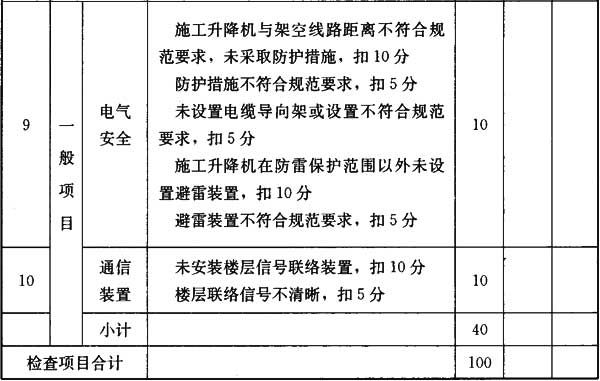 施工升降机与架空线路距离不符合规
范要求，未采取防护措施，扣 10 分
防护措施不符合规范要求，扣 5 分
未设置电缆导向架或设置不符合规范
要求，扣 5 分
施工升降机在防雷保护范围以外未设
置避雷装置，扣 10 分
避雷装置不符合规范要求，扣 5 分
9
一般项目
电气
安全
10
10
通信
装置
未安装楼层信号联络装置，扣 10 分
楼层联络信号不清晰，扣 5 分
10
小计
40
检查项目合计
100